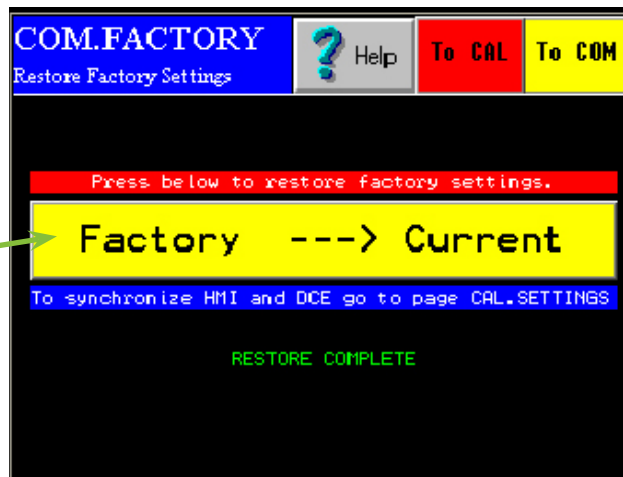 COM.FACTORY
Restore Factory Settings
Help
To CAL
To COM
Press below to restore factory settings.
Factory ---> Current
To synchronize HMI and DCE go to page CAL.SETTINGS
RESTORE COMPLETE